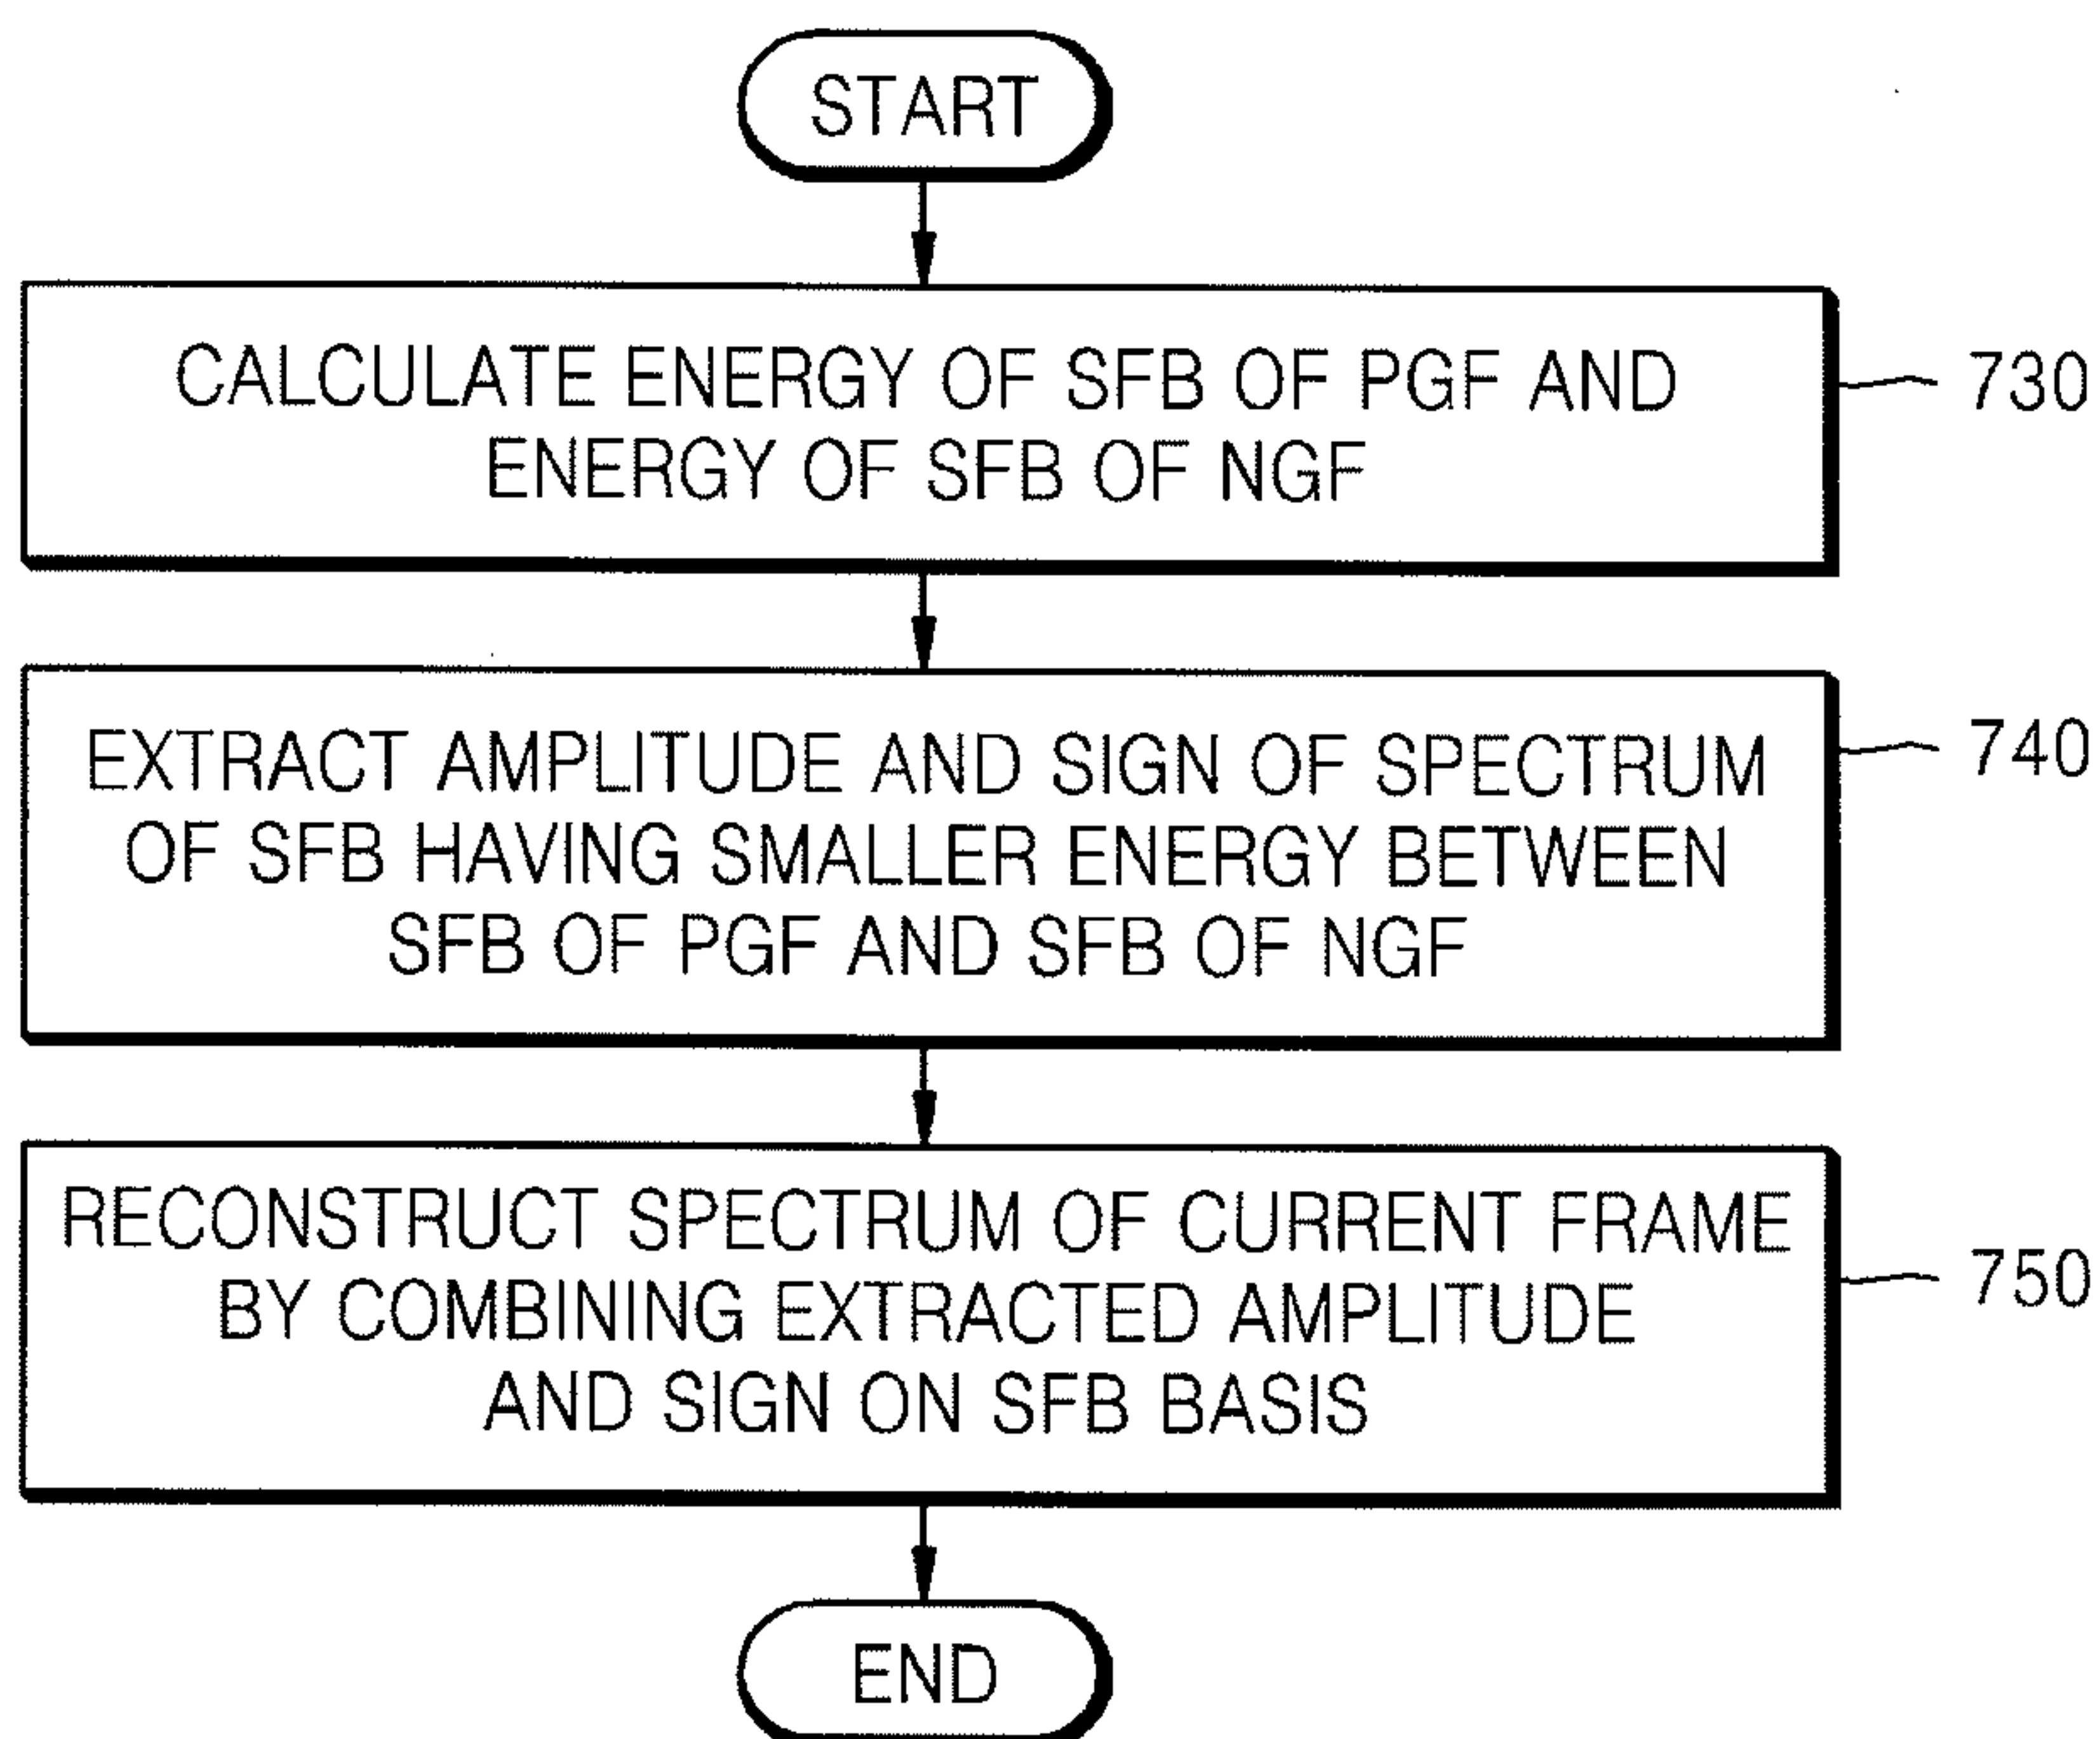 START
CALCULATE ENERGY OF SFB OF PGF AND
ENERGY OF SFB OF NGF
730
EXTRACT AMPLITUDE AND SIGN OF SPECTRUM
OF SFB HAVING SMALLER ENERGY BETWEEN
SFB OF PGF AND SFB OF NGF
740
RECONSTRUCT SPECTRUM OF CURRENT FRAME
BY COMBINING EXTRACTED AMPLITUDE
AND SIGN ON SFB BASIS
750
END